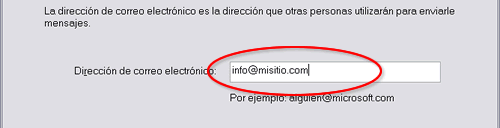 La dirección de correo electrónico es la dirección que otras personas utilizarán para enviarle
mensajes.
Dirección de correo electrónico: info@misitio.com
Por ejemplo: alguien@microsoft.com